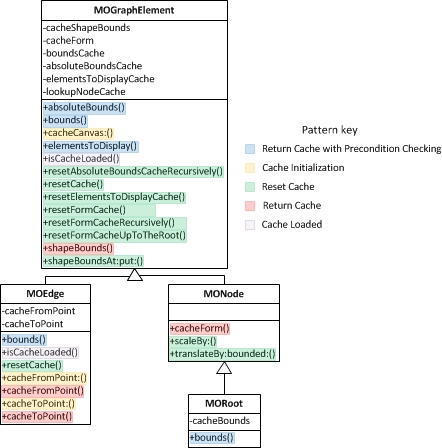 MOGraphElement
-cacheShapeBounds
-cacheForm
-boundsCache
-absoluteBoundsCache
-elementsToDisplayCache
-lookupNodeCache
+absoluteBounds()
+bounds()
+cacheCanvas:()
+elementsToDisplay()
+isCacheLoaded()
+resetAbsoluteBoundsCacheRecursively()
+resetCache()
+resetElementsToDisplayCache()
+resetFormCache()
+resetFormCacheRecursively()
+resetFormCacheUpToTheRoot()
+shapeBounds()
+shapeBoundsAt:put:()
Pattern key
Return Cache with Precondition Checking
Cache Initialization
Reset Cache
Return Cache
Cache Loaded
MOEdge
-cacheFromPoint
-cacheToPoint
+bounds()
+isCacheLoaded()
+resetCache()
+cacheFromPoint:()
+cacheFromPoint()
+cacheToPoint:()
+cacheToPoint()
MONode
+cacheForm()
+scaleBy:()
+translateBy:bounded:()
MORoot
-cacheBounds
+bounds()